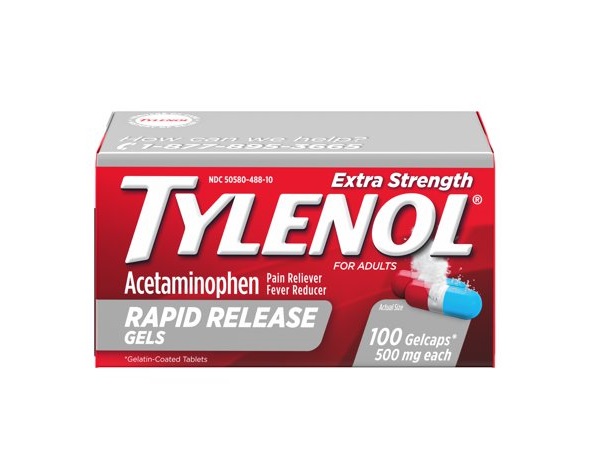 TYLENOL
How can we help?
1-877-895-3665
NDC 50580-488-10
Extra Strength
TYLENOL®
FOR ADULTS
Acetaminophen Pain Reliever
Fever Reducer
Actual Size
RAPID RELEASE
GELS
100 Gelcaps*
500 mg each
*Gelatin-Coated Tablets